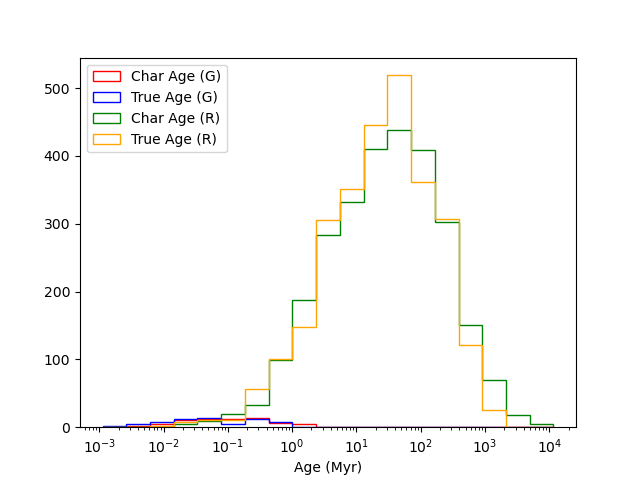 Char Age (G)
True Age (G)
Char Age (R)
True Age (R)
500
400
300
200
100
0
10⁻³ 10⁻² 10⁻¹ 10⁰ 10¹ 10² 10³ 10⁴
Age (Myr)